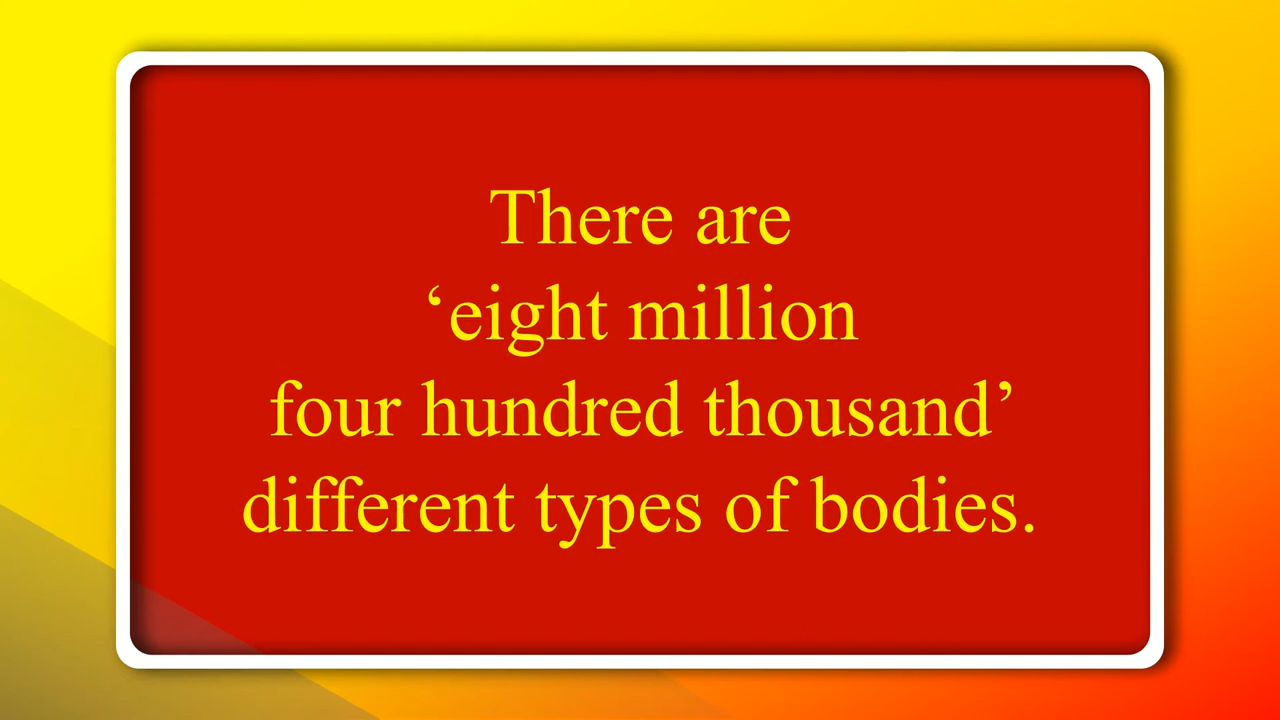 There are
‘eight million
four hundred thousand’
different types of bodies.